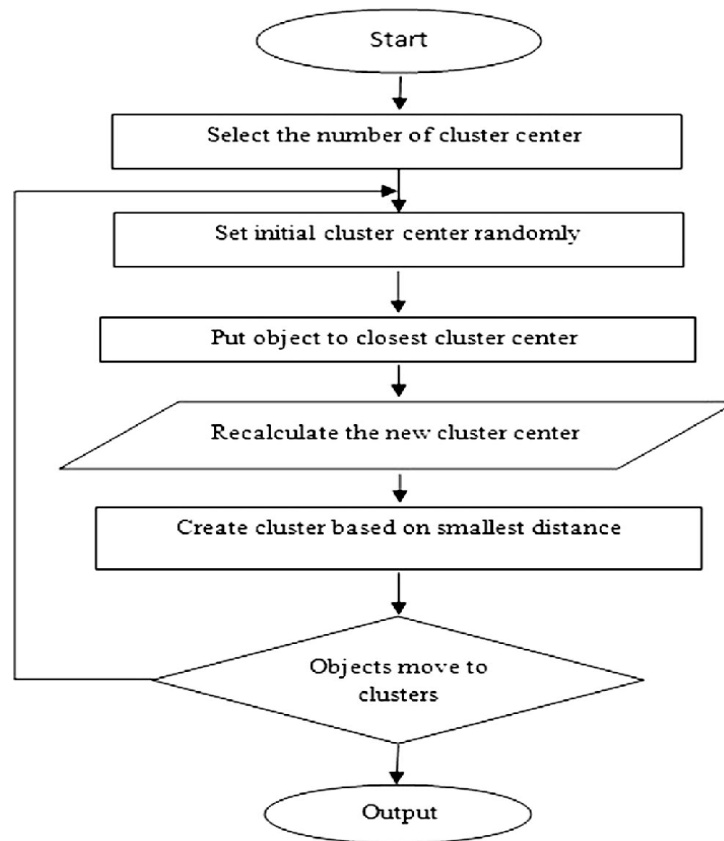 Start
Select the number of cluster center
Set initial cluster center randomly
Put object to closest cluster center
Recalculate the new cluster center
Create cluster based on smallest distance
Objects move to
clusters
Output